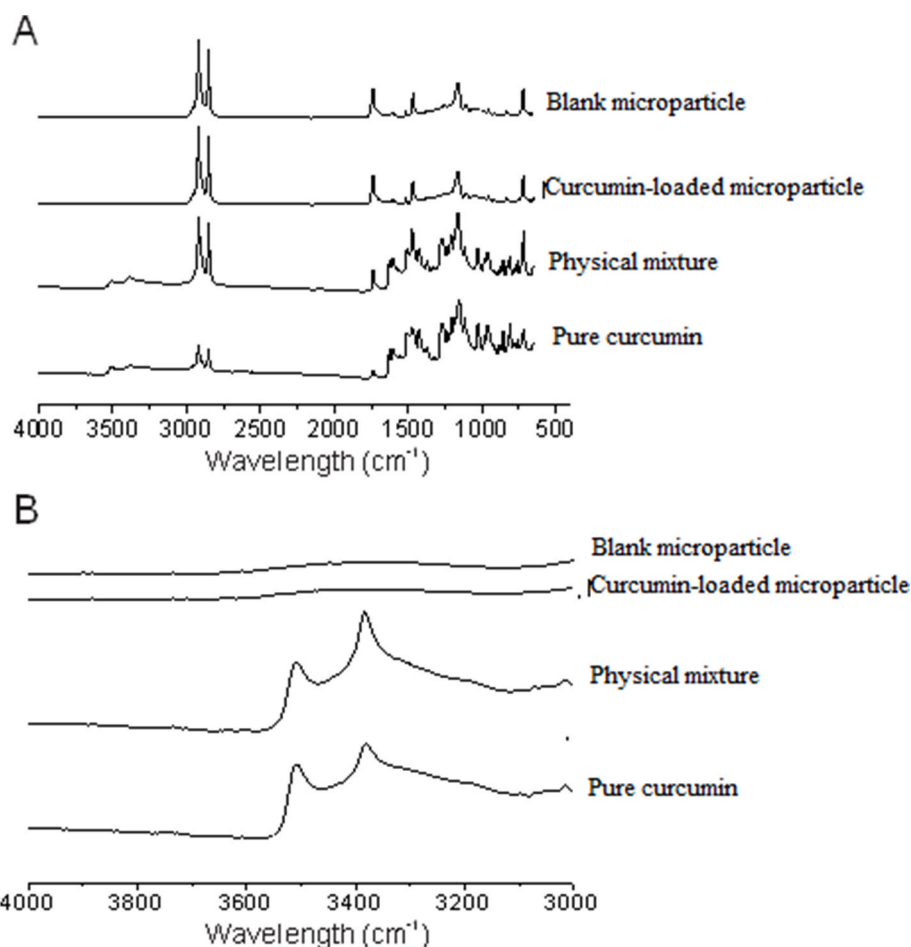 A
Blank microparticle
Curcumin-loaded microparticle
Physical mixture
Pure curcumin
4000 3500 3000 2500 2000 1500 1000 500
Wavelength (cm⁻¹)
B
Blank microparticle
Curcumin-loaded microparticle
Physical mixture
Pure curcumin
4000 3800 3600 3400 3200 3000
Wavelength (cm⁻¹)